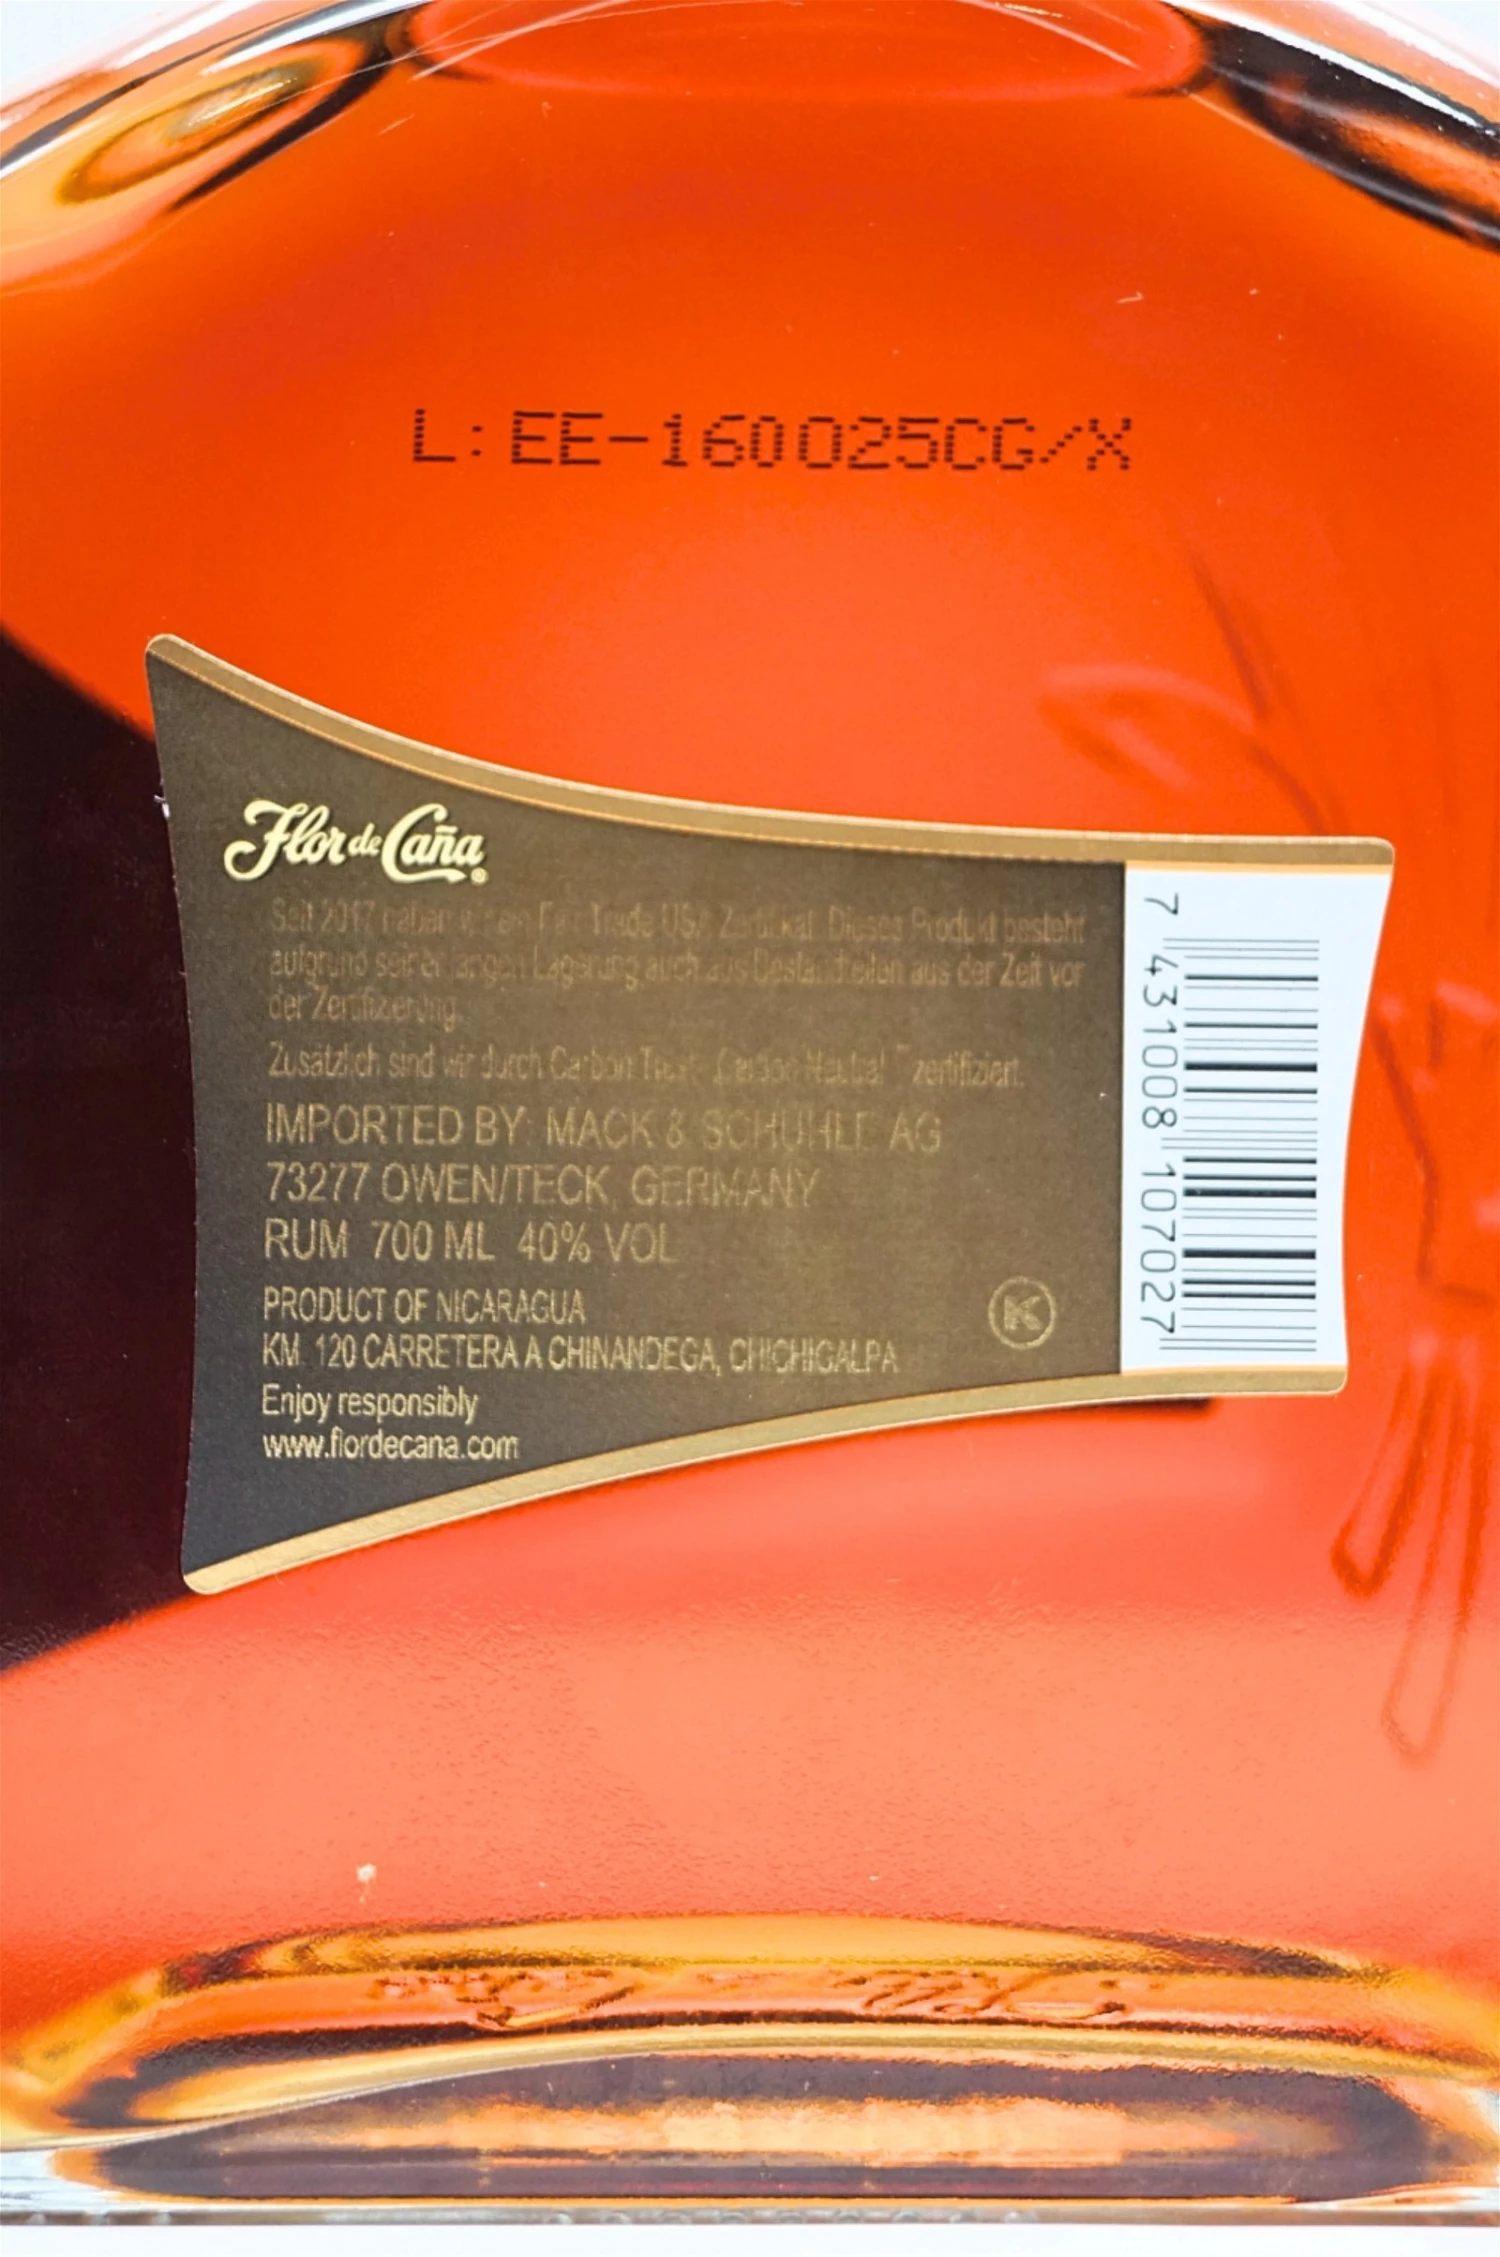 L: EE-160025CG/X
Flor de Caña®
Seit 2017 haben wir ein Fair Trade USA Zertifikat. Dieses Produkt besteht
aufgrund seiner langen Lagerung auch aus Bestandteilen aus der Zeit vor
der Zertifizierung.
Zusätzlich sind wir durch Carbon Trust „Carbon Neutral“ zertifiziert.
IMPORTED BY: MACK & SCHÜHLE AG
73277 OWEN/TECK, GERMANY
RUM 700 ML 40% VOL
PRODUCT OF NICARAGUA
KM. 120 CARRETERA A CHINANDEGA, CHICHIGALPA
Enjoy responsibly
www.flordecana.com
K
7 431008 107027